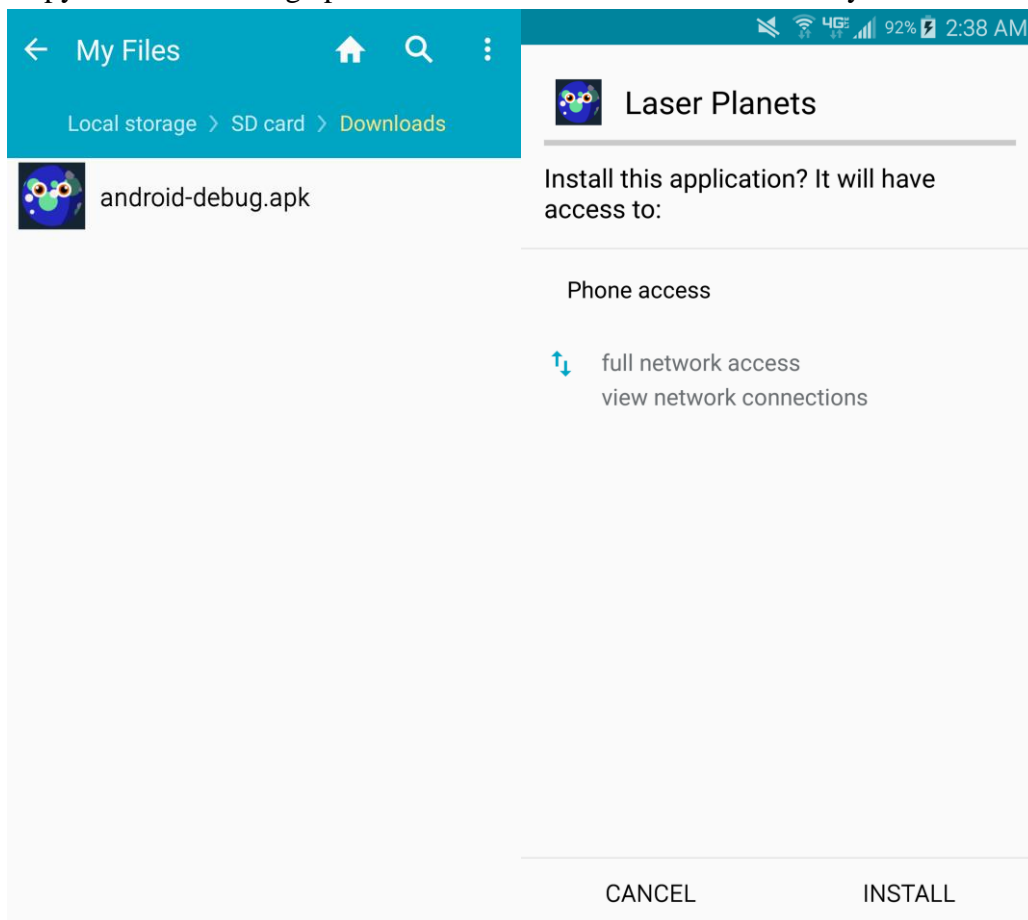 My Files
Local storage > SD card > Downloads
android-debug.apk
4GE 92% 2:38 AM
Laser Planets
Install this application? It will have
access to:
Phone access
full network access
view network connections
CANCEL INSTALL